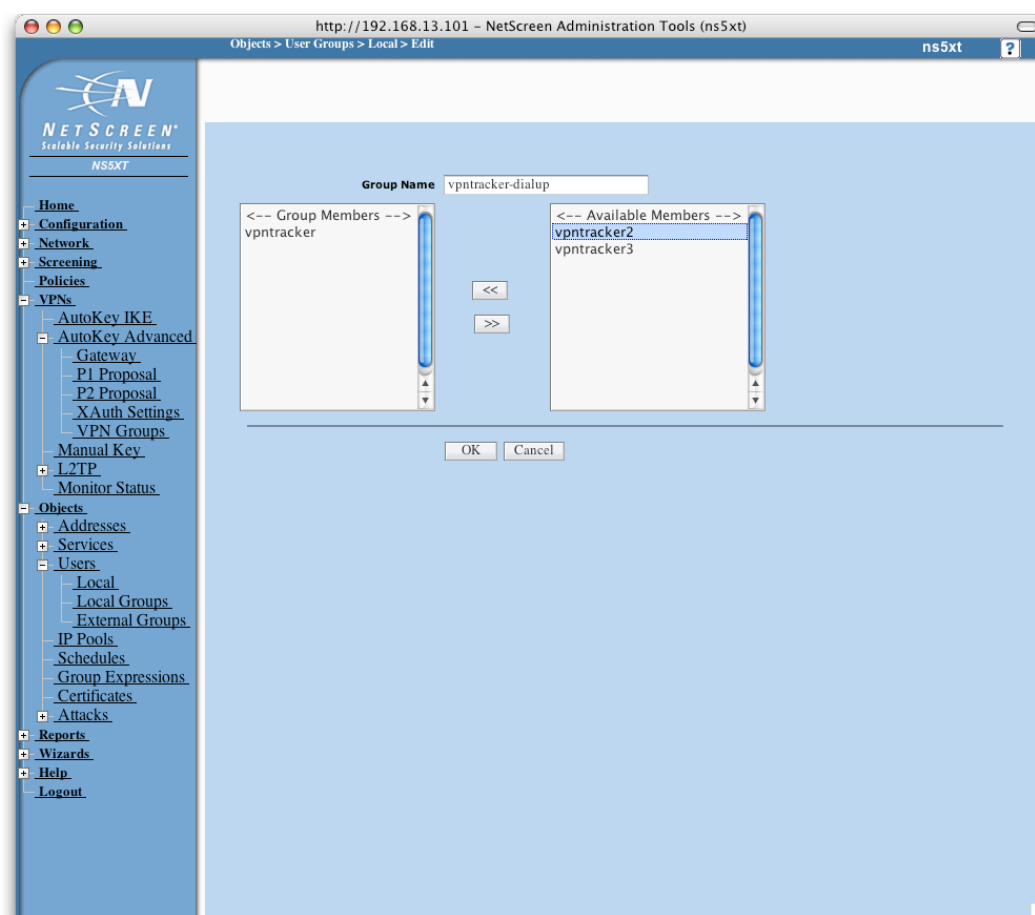 http://192.168.13.101 – NetScreen Administration Tools (ns5xt)
Objects > User Groups > Local > Edit
ns5xt
?
N
NETSCREEN®
Scalable Security Solutions
NS5XT
Home
Configuration
Network
Screening
Policies
VPNs
AutoKey IKE
AutoKey Advanced
Gateway
P1 Proposal
P2 Proposal
XAuth Settings
VPN Groups
Manual Key
L2TP
Monitor Status
Objects
Addresses
Services
Users
Local
Local Groups
External Groups
IP Pools
Schedules
Group Expressions
Certificates
Attacks
Reports
Wizards
Help
Logout
Group Name
vpntracker-dialup
<-- Group Members -->
vpntracker
<<
>>
<-- Available Members -->
vpntracker2
vpntracker3
OK
Cancel